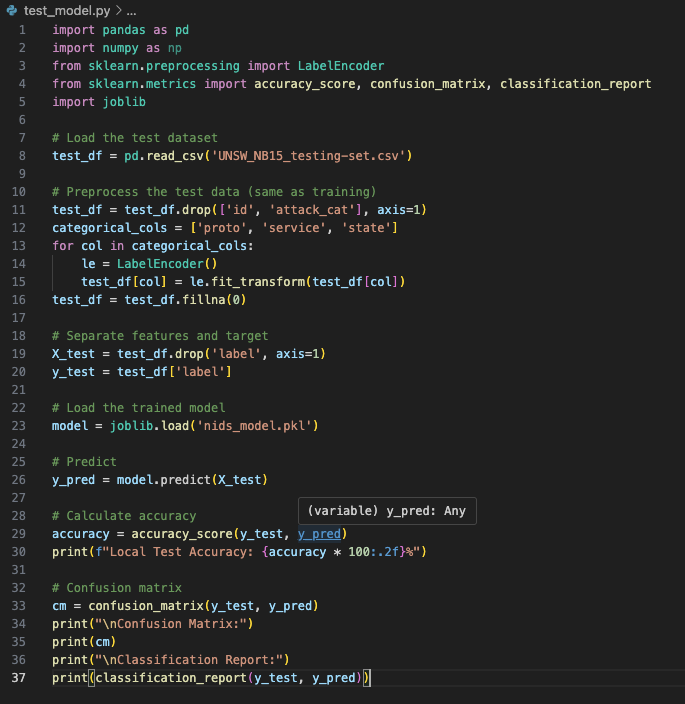 test_model.py > ...
1 import pandas as pd
2 import numpy as np
3 from sklearn.preprocessing import LabelEncoder
4 from sklearn.metrics import accuracy_score, confusion_matrix, classification_report
5 import joblib
6
7 # Load the test dataset
8 test_df = pd.read_csv('UNSW_NB15_testing-set.csv')
9
10 # Preprocess the test data (same as training)
11 test_df = test_df.drop(['id', 'attack_cat'], axis=1)
12 categorical_cols = ['proto', 'service', 'state']
13 for col in categorical_cols:
14     le = LabelEncoder()
15     test_df[col] = le.fit_transform(test_df[col])
16 test_df = test_df.fillna(0)
17
18 # Separate features and target
19 X_test = test_df.drop('label', axis=1)
20 y_test = test_df['label']
21
22 # Load the trained model
23 model = joblib.load('nids_model.pkl')
24
25 # Predict
26 y_pred = model.predict(X_test)
27
(variable) y_pred: Any
28 # Calculate accuracy
29 accuracy = accuracy_score(y_test, y_pred)
30 print(f"Local Test Accuracy: {accuracy * 100:.2f}%")
31
32 # Confusion matrix
33 cm = confusion_matrix(y_test, y_pred)
34 print("\nConfusion Matrix:")
35 print(cm)
36 print("\nClassification Report:")
37 print(classification_report(y_test, y_pred))